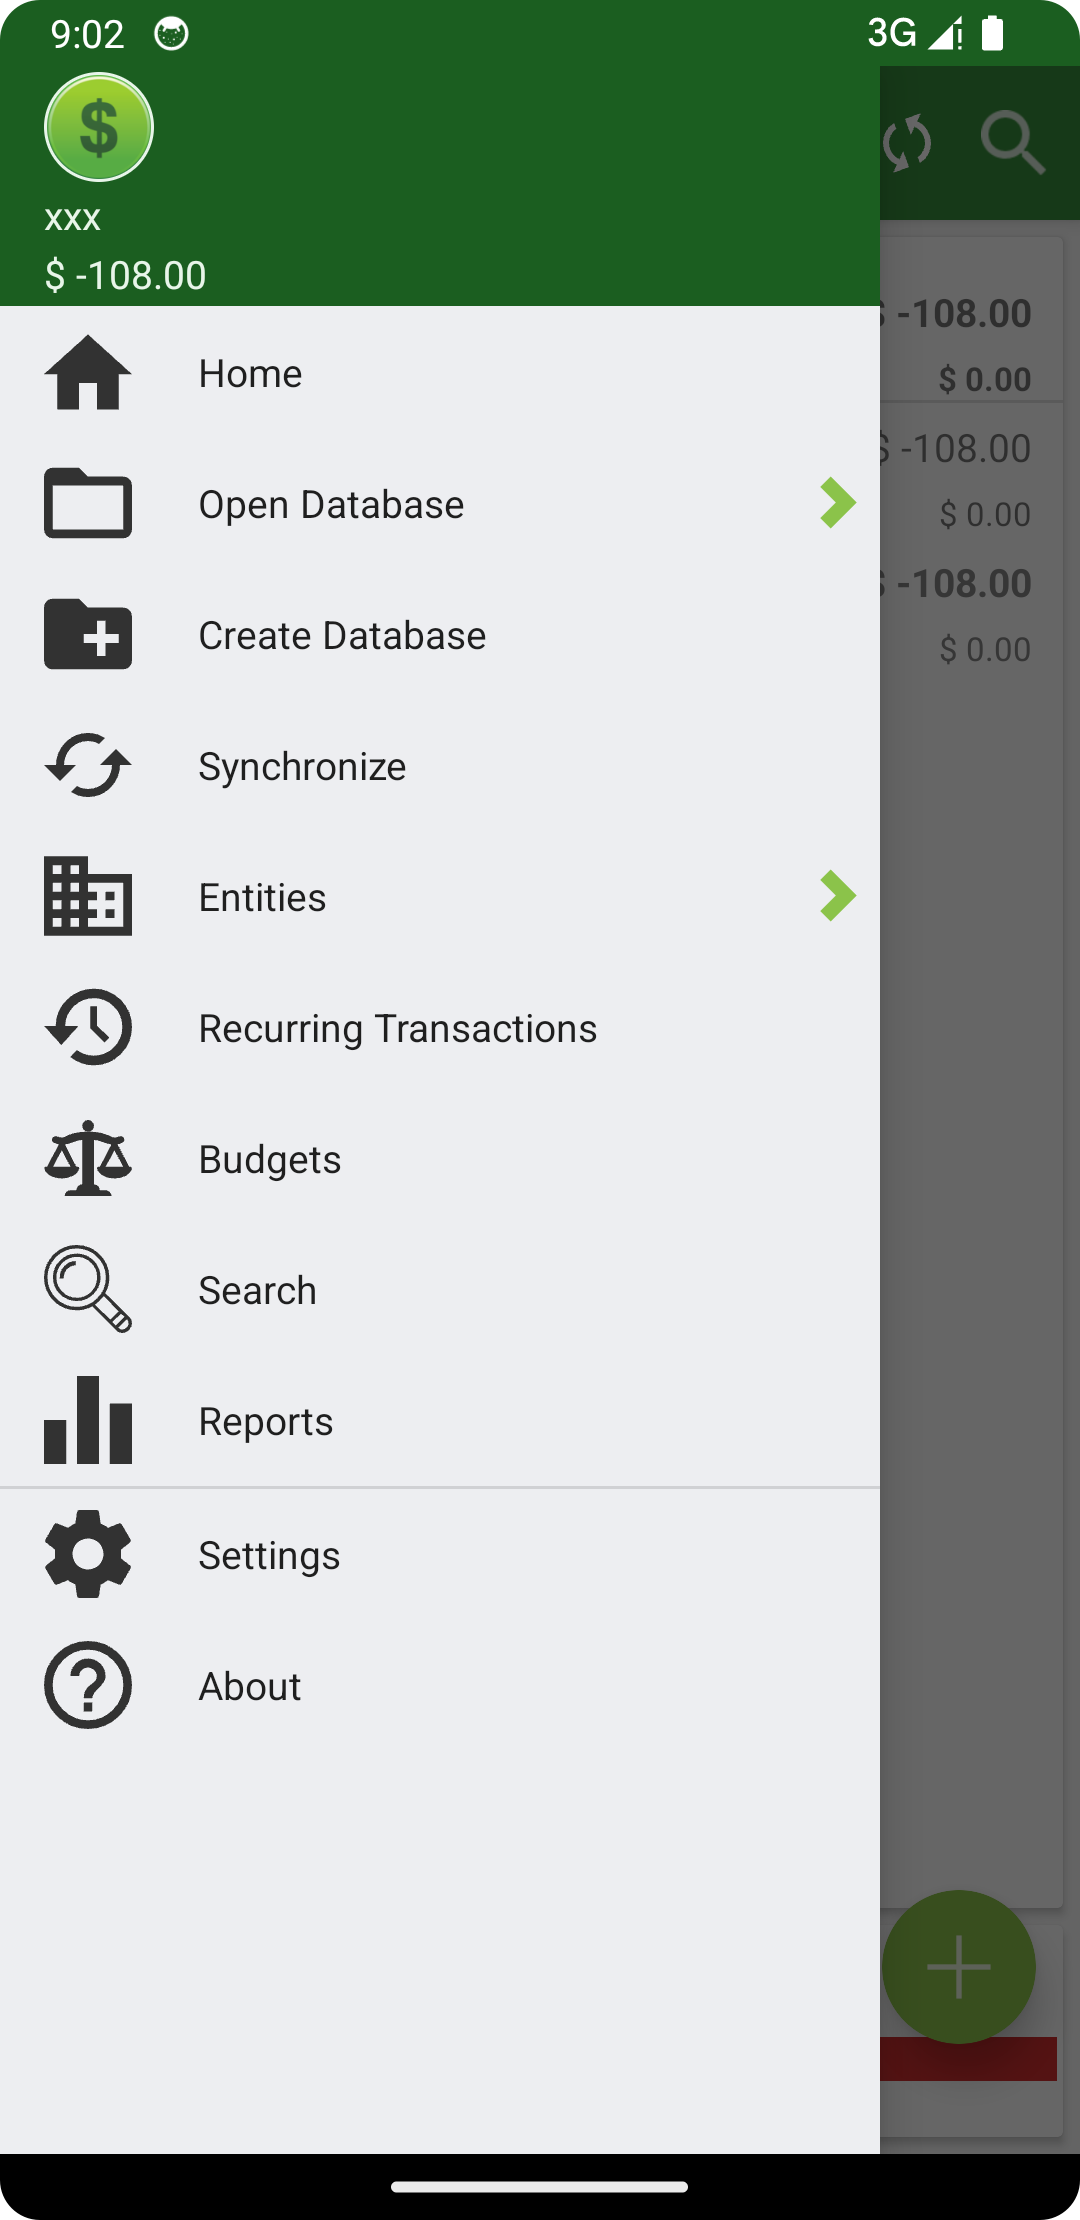 9:02
3G
$
xxx
$ -108.00
Home
Open Database
Create Database
Synchronize
Entities
Recurring Transactions
Budgets
Search
Reports
Settings
About
$ -108.00
$ 0.00
$ -108.00
$ 0.00
$ -108.00
$ 0.00